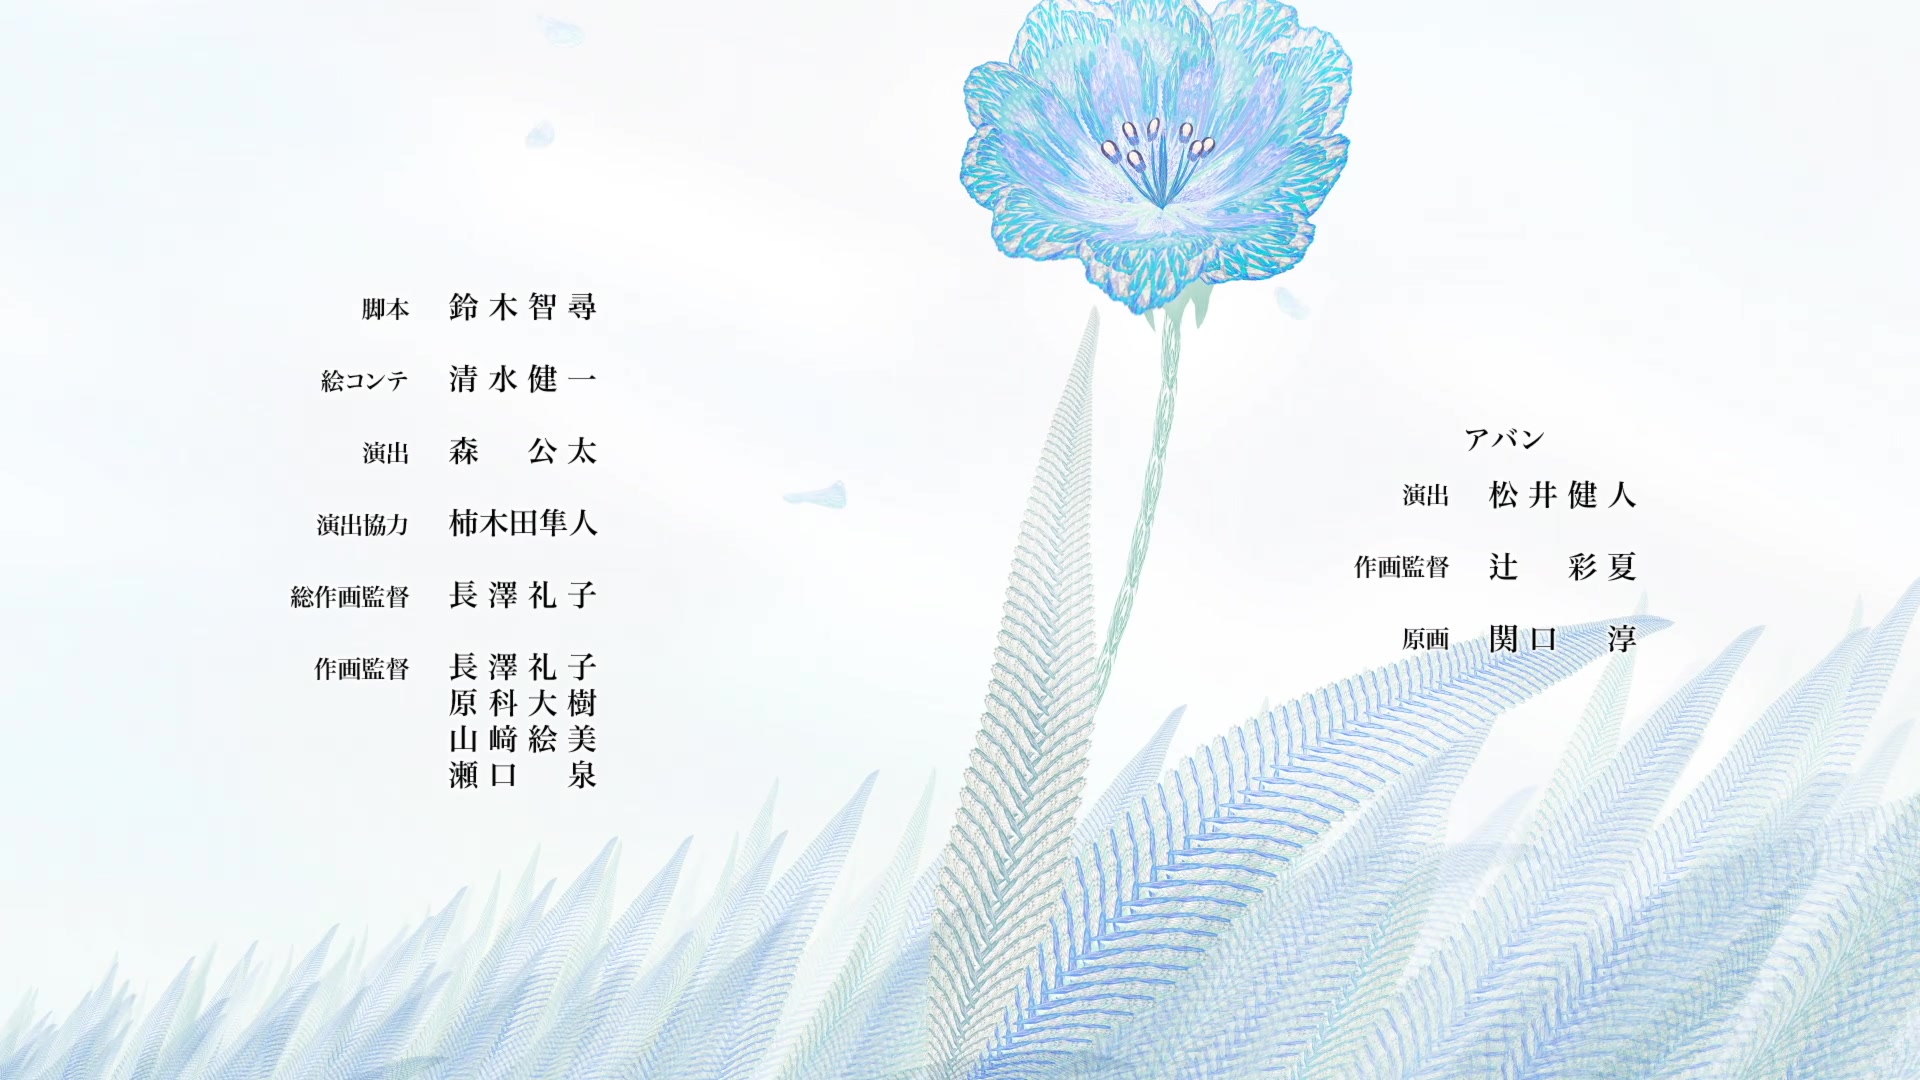 脚本 鈴木智尋
絵コンテ 清水健一
演出 森 公太
演出協力 柿木田隼人
総作画監督 長澤礼子
作画監督 長澤礼子
原科大樹
山﨑絵美
瀬口 泉
アバン
演出 松井健人
作画監督 辻 彩夏
原画 関口 淳